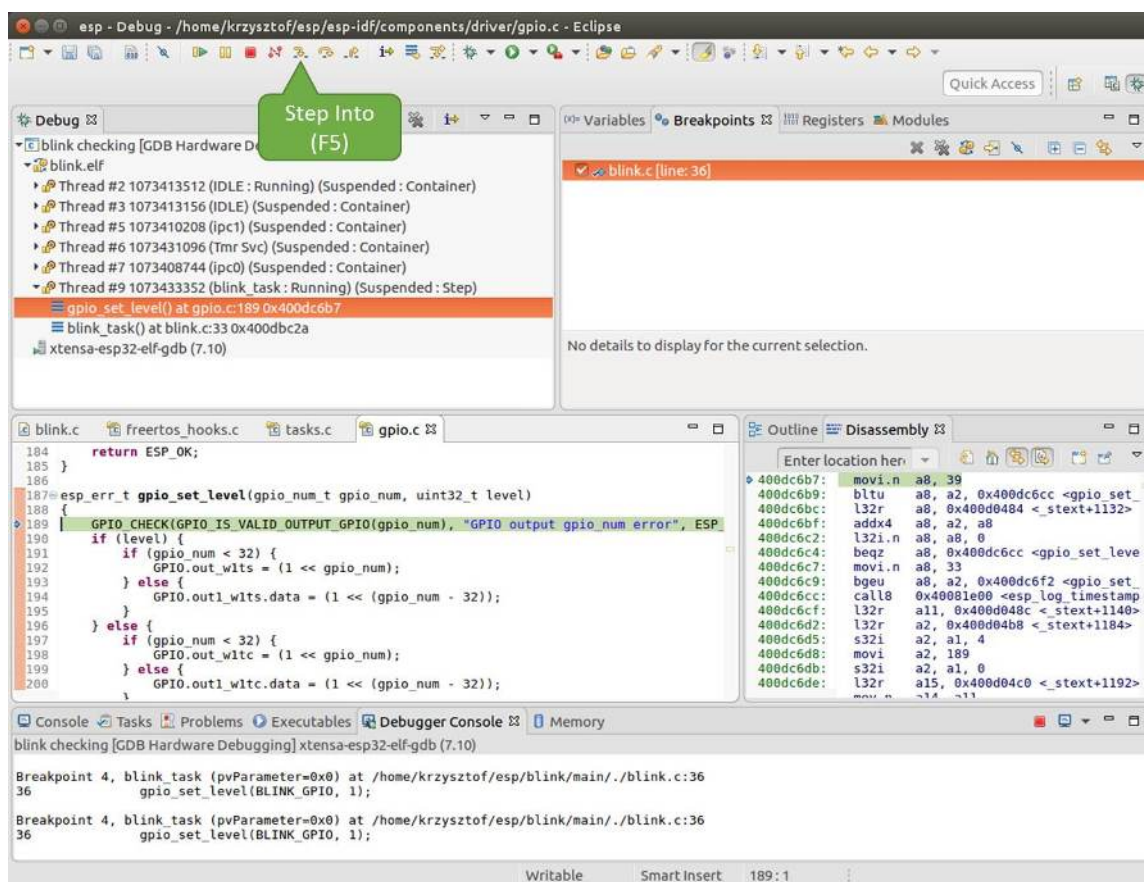 esp - Debug - /home/krzysztof/esp/esp-idf/components/driver/gpio.c - Eclipse
Quick Access
Step Into
(F5)
Debug
blink checking [GDB Hardware De
blink.elf
Thread #2 1073413512 (IDLE : Running) (Suspended : Container)
Thread #3 1073413156 (IDLE) (Suspended : Container)
Thread #5 1073410208 (ipc1) (Suspended : Container)
Thread #6 1073431096 (Tmr Svc) (Suspended : Container)
Thread #7 1073408744 (ipc0) (Suspended : Container)
Thread #9 1073433352 (blink_task : Running) (Suspended : Step)
gpio_set_level() at gpio.c:189 0x400dc6b7
blink_task() at blink.c:33 0x400dbc2a
xtensa-esp32-elf-gdb (7.10)
(x)= Variables Breakpoints Registers Modules
blink.c [line: 36]
No details to display for the current selection.
blink.c freertos_hooks.c tasks.c gpio.c
184 return ESP_OK;
185 }
186
187 esp_err_t gpio_set_level(gpio_num_t gpio_num, uint32_t level)
188 {
189 GPIO_CHECK(GPIO_IS_VALID_OUTPUT_GPIO(gpio_num), "GPIO output gpio_num error", ESP_
190 if (level) {
191 if (gpio_num < 32) {
192 GPIO.out_w1ts = (1 << gpio_num);
193 } else {
194 GPIO.out1_w1ts.data = (1 << (gpio_num - 32));
195 }
196 } else {
197 if (gpio_num < 32) {
198 GPIO.out_w1tc = (1 << gpio_num);
199 } else {
200 GPIO.out1_w1tc.data = (1 << (gpio_num - 32));
}
Outline Disassembly
Enter location her
400dc6b7: movi.n a8, 39
400dc6b9: bltu a8, a2, 0x400dc6cc <gpio_set_
400dc6bc: l32r a8, 0x400d0484 <_stext+1132>
400dc6bf: addx4 a8, a2, a8
400dc6c2: l32i.n a8, a8, 0
400dc6c4: beqz a8, 0x400dc6cc <gpio_set_leve
400dc6c7: movi.n a8, 33
400dc6c9: bgeu a8, a2, 0x400dc6f2 <gpio_set_
400dc6cc: call8 0x40081e00 <esp_log_timestamp
400dc6cf: l32r a11, 0x400d048c <_stext+1140>
400dc6d2: l32r a2, 0x400d04b8 <_stext+1184>
400dc6d5: s32i a2, a1, 4
400dc6d8: movi a2, 189
400dc6db: s32i a2, a1, 0
400dc6de: l32r a15, 0x400d04c0 <_stext+1192>
Console Tasks Problems Executables Debugger Console Memory
blink checking [GDB Hardware Debugging] xtensa-esp32-elf-gdb (7.10)
Breakpoint 4, blink_task (pvParameter=0x0) at /home/krzysztof/esp/blink/main/./blink.c:36
36 gpio_set_level(BLINK_GPIO, 1);
Breakpoint 4, blink_task (pvParameter=0x0) at /home/krzysztof/esp/blink/main/./blink.c:36
36 gpio_set_level(BLINK_GPIO, 1);
Writable Smart Insert 189 : 1